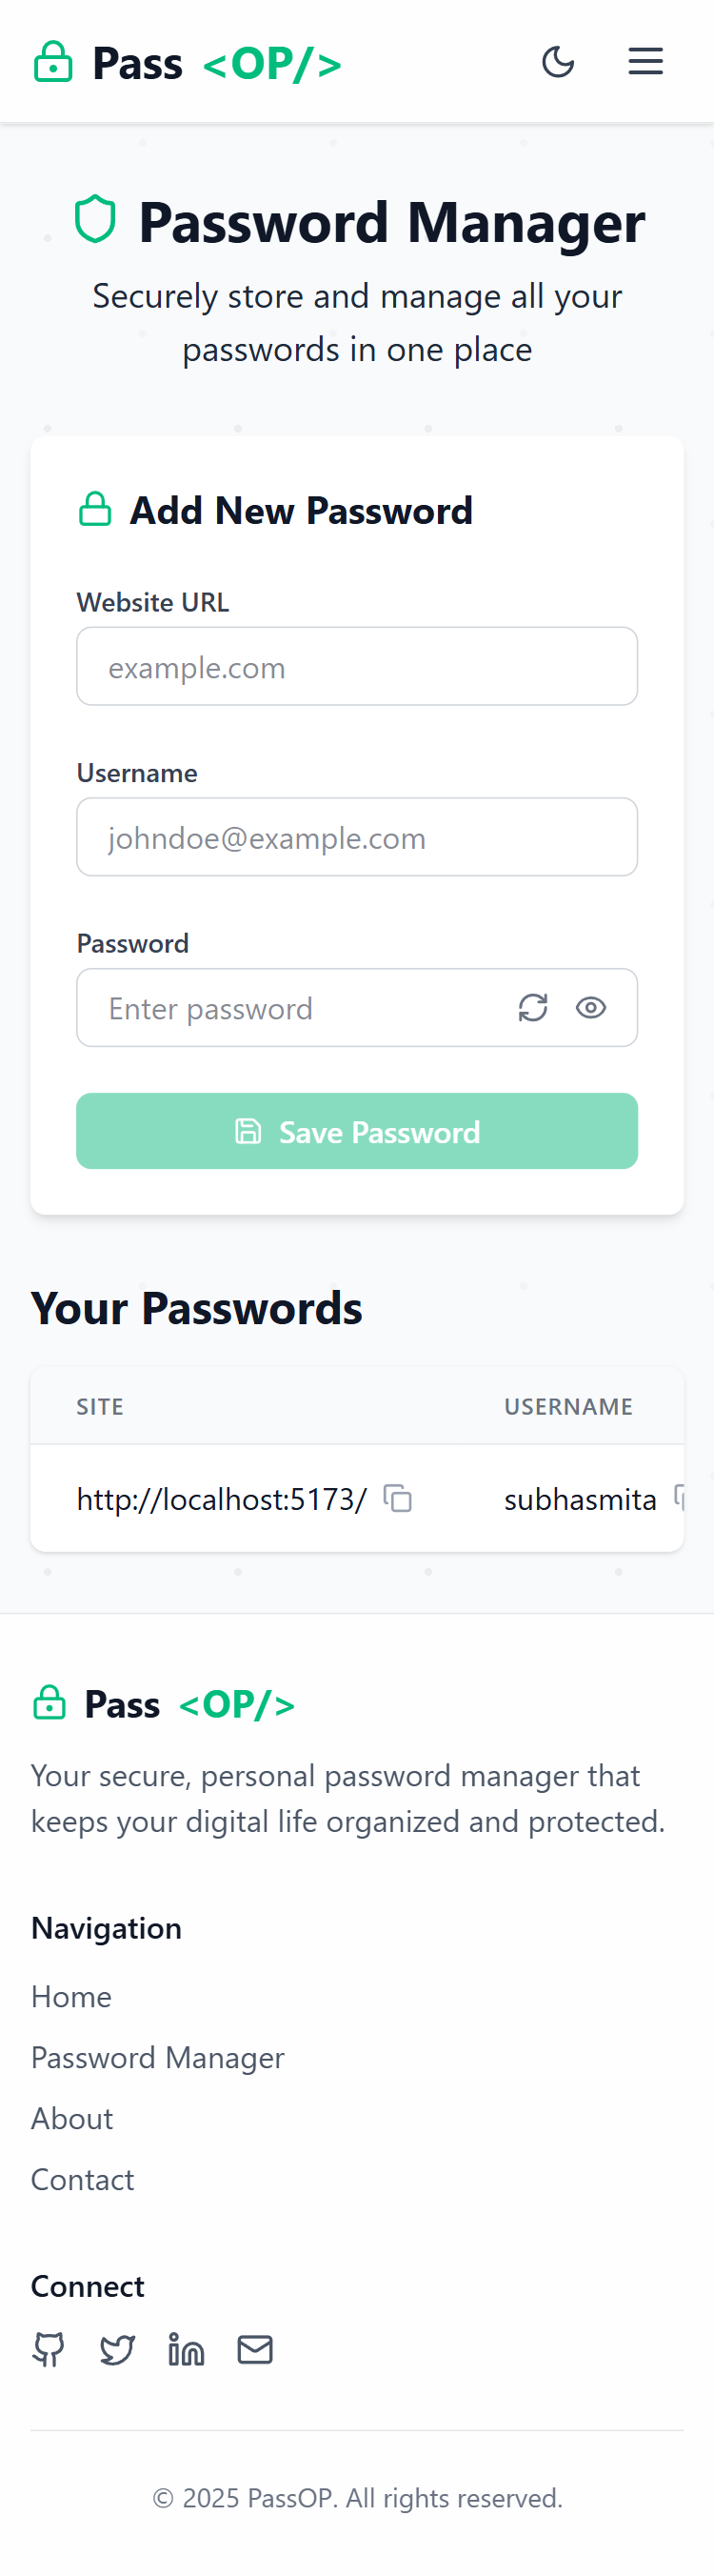 Pass <OP/>
Password Manager
Securely store and manage all your
passwords in one place
Add New Password
Website URL
example.com
Username
johndoe@example.com
Password
Enter password
Save Password
Your Passwords
SITE USERNAME
http://localhost:5173/ subhasmita
Pass <OP/>
Your secure, personal password manager that
keeps your digital life organized and protected.
Navigation
Home
Password Manager
About
Contact
Connect
© 2025 PassOP. All rights reserved.